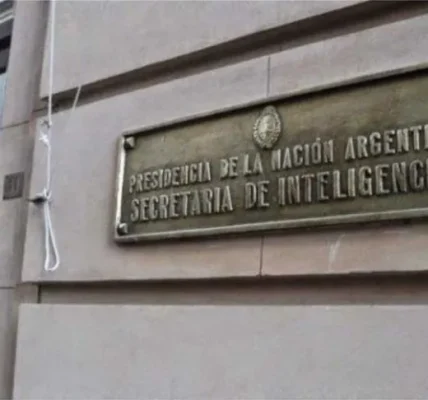 PRESIDENCIA DE LA NACIÓN ARGENTI
SECRETARIA DE INTELIGENC